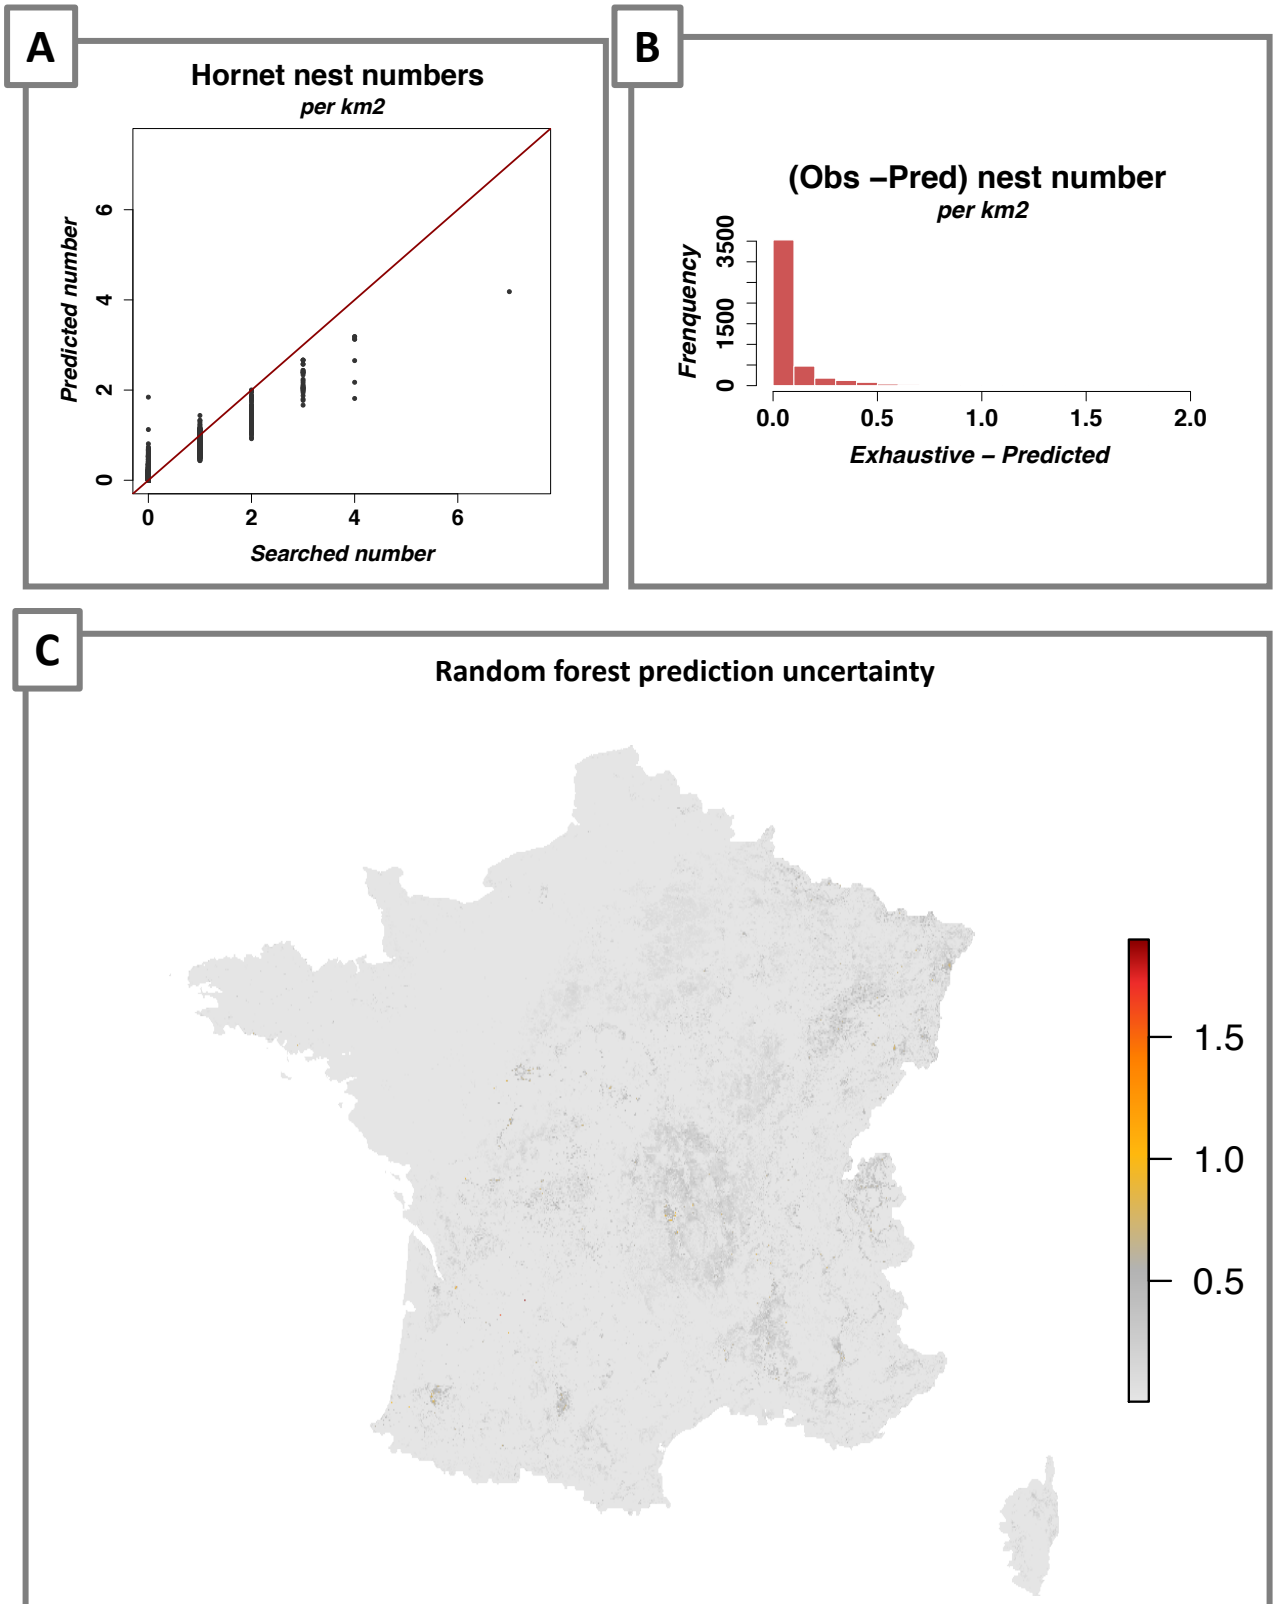 A
Hornet nest numbers
per km2
6
4
2
0
Predicted number
0 2 4 6
Searched number
B
(Obs –Pred) nest number
per km2
3500
1500
0
Frenquency
0.0 0.5 1.0 1.5 2.0
Exhaustive – Predicted
C
Random forest prediction uncertainty
1.5
1.0
0.5